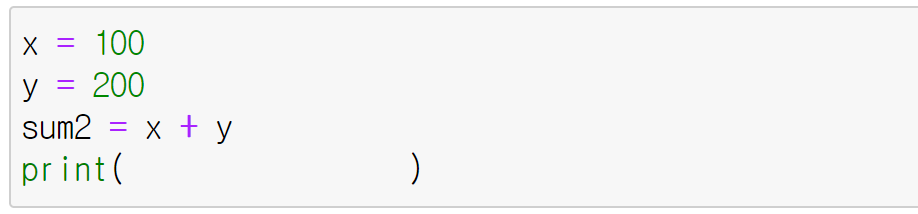 x = 100
y = 200
sum2 = x + y
print(                )